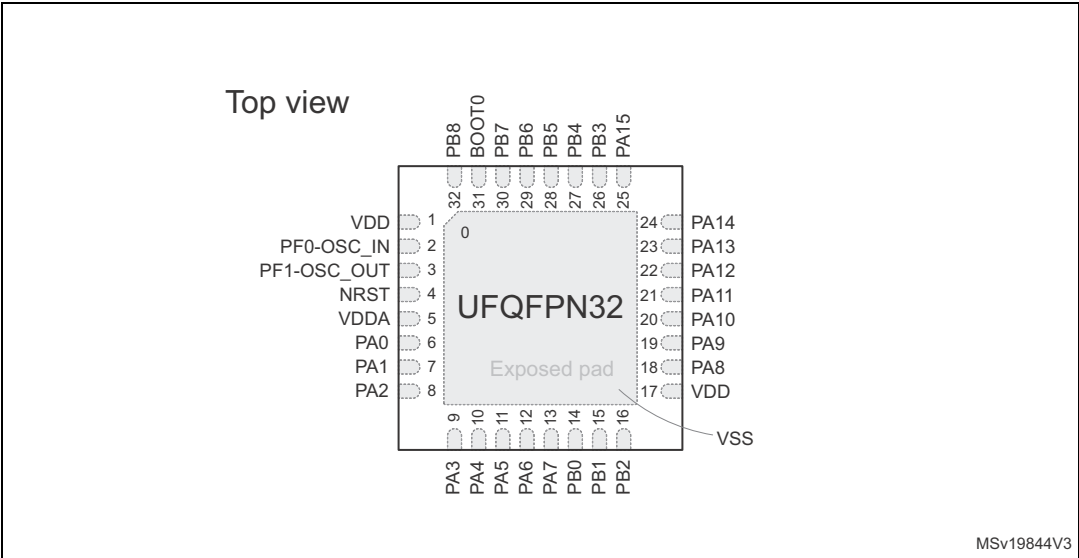 Top view
PB8
BOOT0
PB7
PB6
PB5
PB4
PB3
PA15
32
31
30
29
28
27
26
25
VDD 1
PF0-OSC_IN 2
PF1-OSC_OUT 3
NRST 4
VDDA 5
PA0 6
PA1 7
PA2 8
0
UFQFPN32
Exposed pad
24 PA14
23 PA13
22 PA12
21 PA11
20 PA10
19 PA9
18 PA8
17 VDD
VSS
9
10
11
12
13
14
15
16
PA3
PA4
PA5
PA6
PA7
PB0
PB1
PB2
MSv19844V3